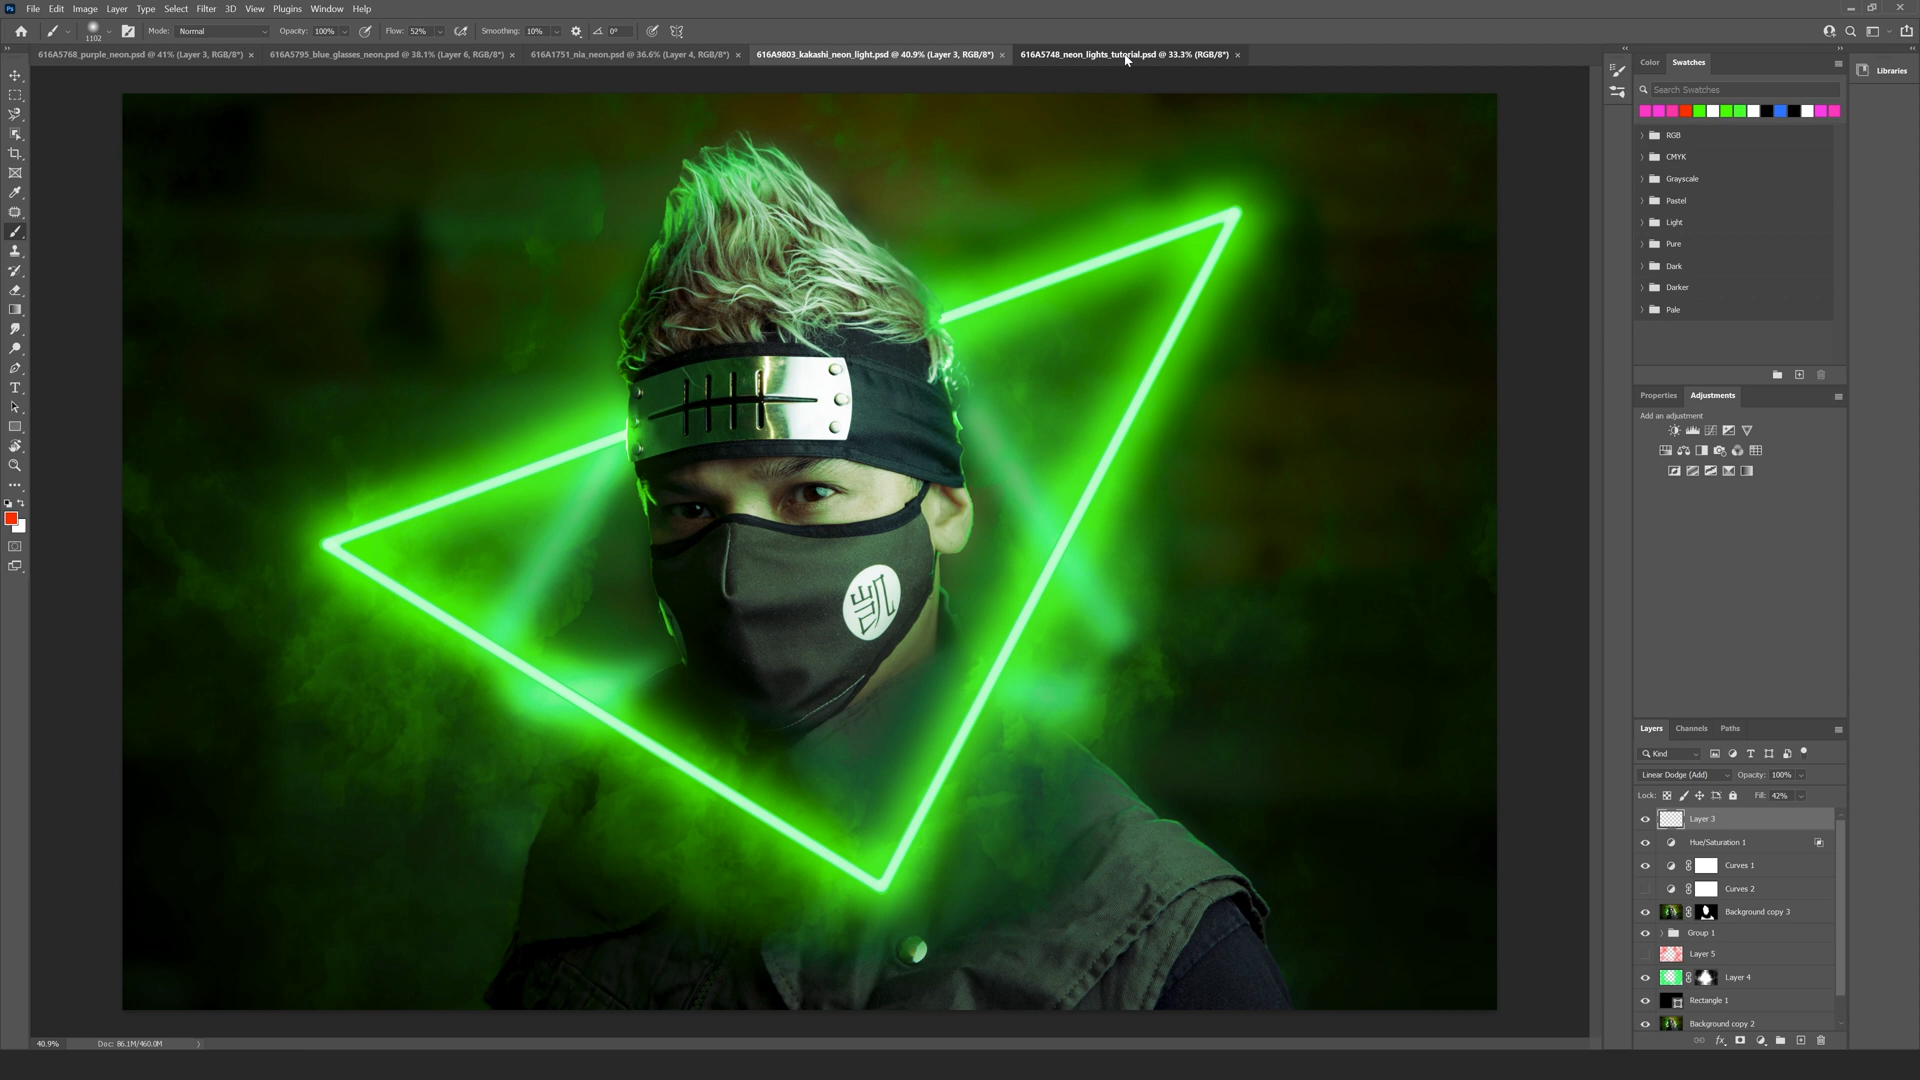 Ps File Edit Image Layer Type Select Filter 3D View Plugins Window Help
1102 Mode: Normal Opacity: 100% Flow: 52% Smoothing: 10% 0°
616A5768_purple_neon.psd @ 41% (Layer 3, RGB/8*) × 616A5795_blue_glasses_neon.psd @ 38.1% (Layer 6, RGB/8*) × 616A1751_nia_neon.psd @ 36.6% (Layer 4, RGB/8*) × 616A9803_kakashi_neon_light.psd @ 40.9% (Layer 3, RGB/8*) × 616A5748_neon_lights_tutorial.psd @ 33.3% (RGB/8*) ×
Color Swatches
Libraries
Search Swatches
RGB
CMYK
Grayscale
Pastel
Light
Pure
Dark
Darker
Pale
Properties Adjustments
Add an adjustment
凯
Layers Channels Paths
Kind
Linear Dodge (Add) Opacity: 100%
Lock: Fill: 42%
Layer 3
Hue/Saturation 1
Curves 1
Curves 2
Background copy 3
Group 1
Layer 5
Layer 4
Rectangle 1
Background copy 2
fx
40.9% Doc: 86.1M/460.0M